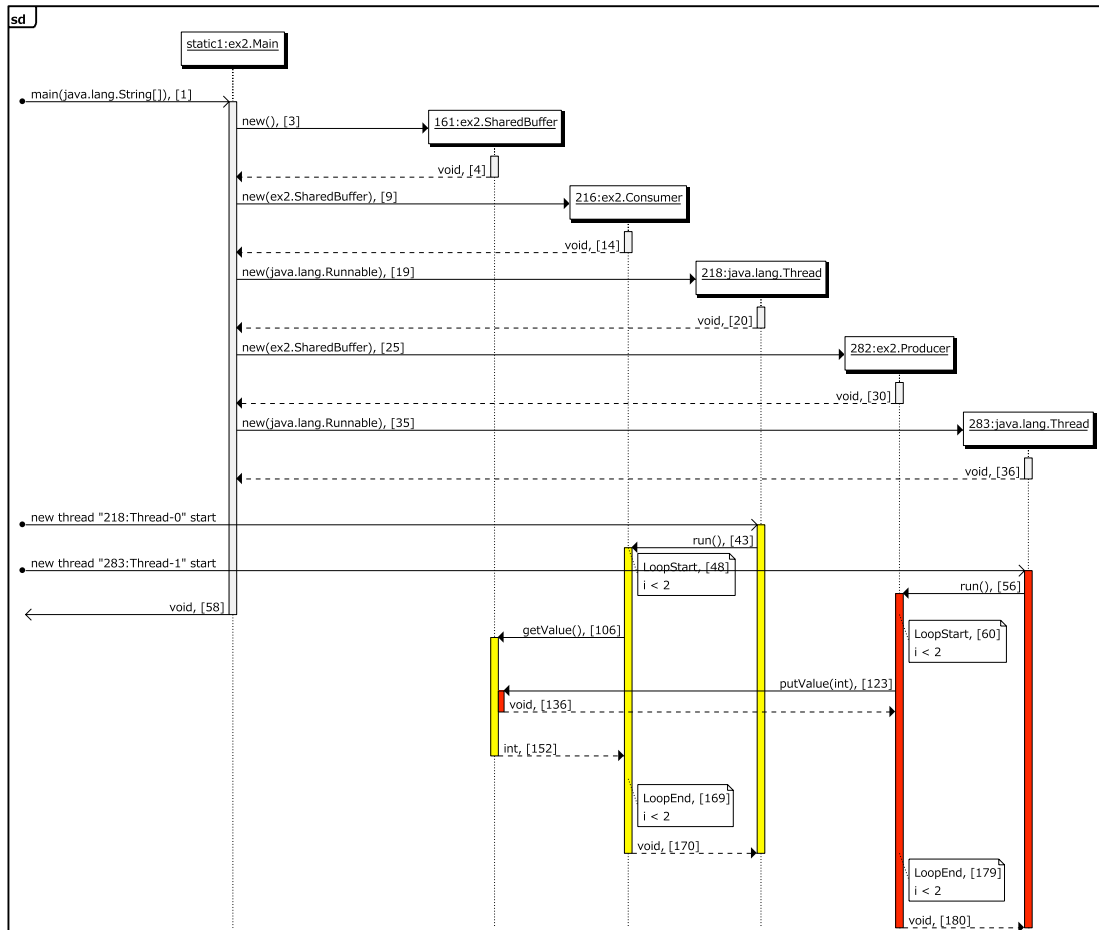 sd
static1:ex2.Main
main(java.lang.String[]), [1]
new(), [3]
161:ex2.SharedBuffer
void, [4]
new(ex2.SharedBuffer), [9]
216:ex2.Consumer
void, [14]
new(java.lang.Runnable), [19]
218:java.lang.Thread
void, [20]
new(ex2.SharedBuffer), [25]
282:ex2.Producer
void, [30]
new(java.lang.Runnable), [35]
283:java.lang.Thread
void, [36]
new thread "218:Thread-0" start
run(), [43]
new thread "283:Thread-1" start
LoopStart, [48]
i < 2
run(), [56]
void, [58]
getValue(), [106]
LoopStart, [60]
i < 2
putValue(int), [123]
void, [136]
int, [152]
LoopEnd, [169]
i < 2
void, [170]
LoopEnd, [179]
i < 2
void, [180]